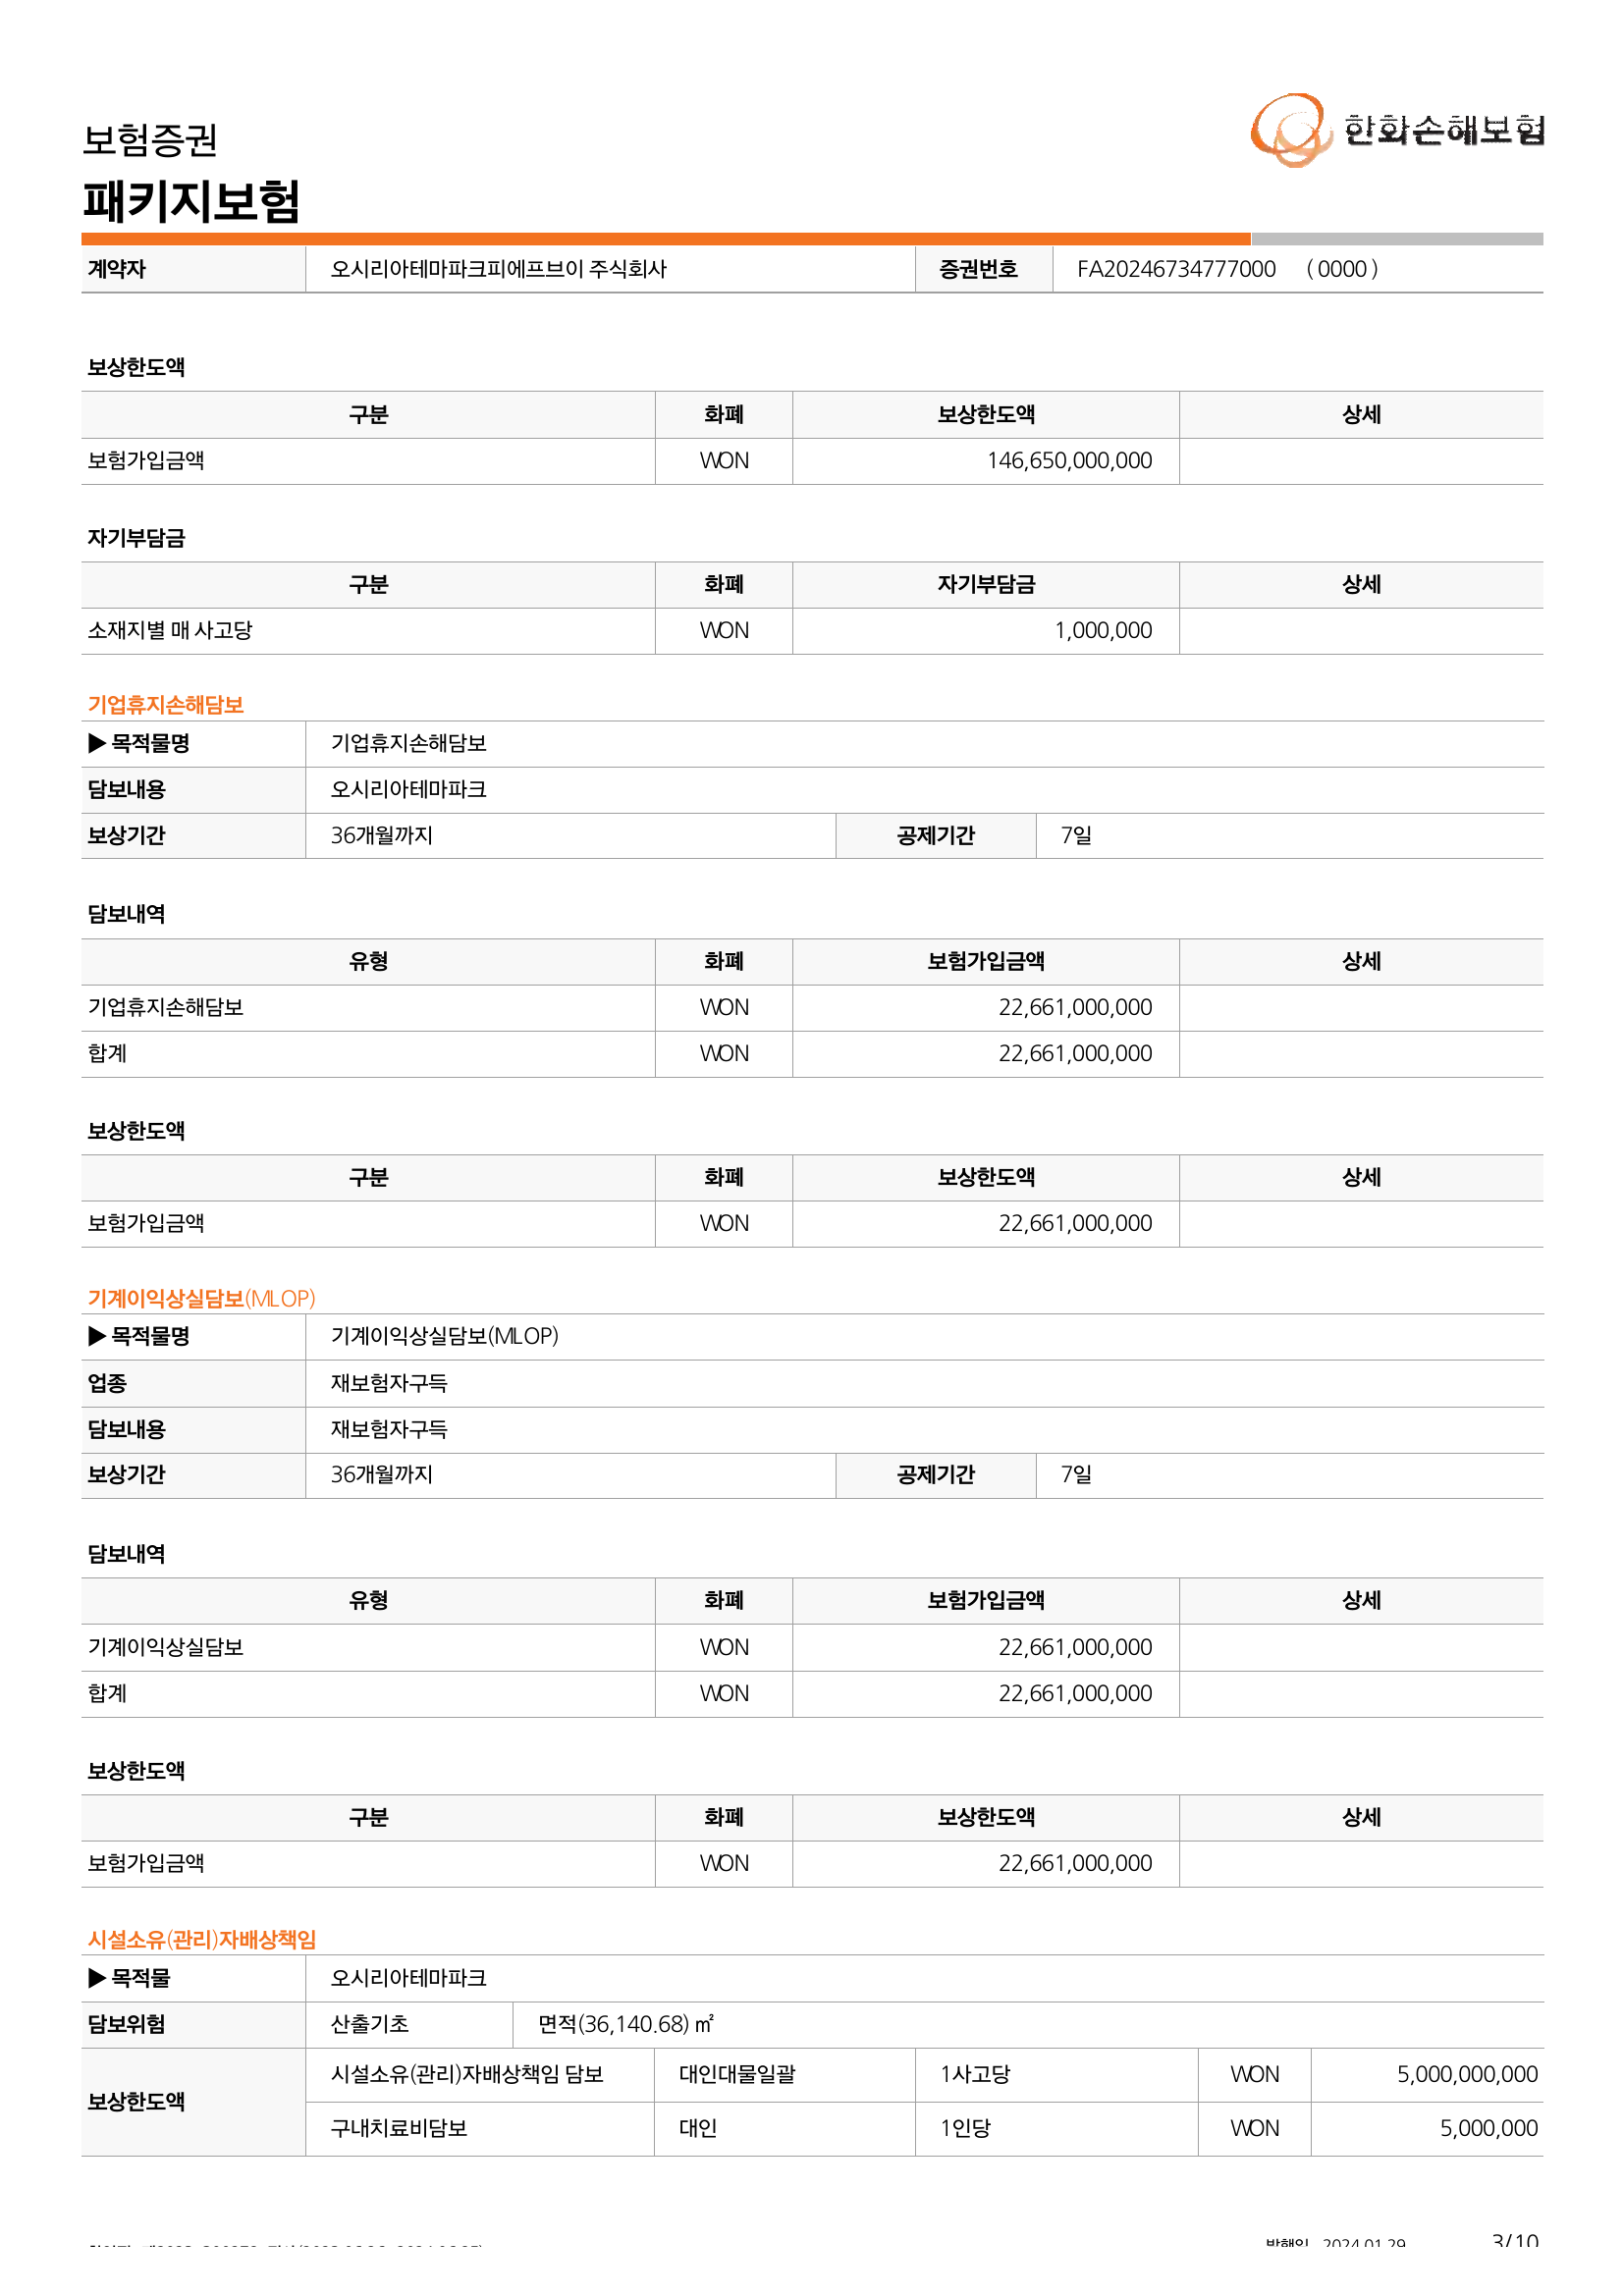 한화손해보험
보험증권
패키지보험
계약자 오시리아테마파크피에프브이 주식회사 증권번호 FA20246734777000 ( 0000 )
보상한도액
구분 화폐 보상한도액 상세
보험가입금액 WON 146,650,000,000
자기부담금
구분 화폐 자기부담금 상세
소재지별 매 사고당 WON 1,000,000
기업휴지손해담보
▶ 목적물명 기업휴지손해담보
담보내용 오시리아테마파크
보상기간 36개월까지 공제기간 7일
담보내역
유형 화폐 보험가입금액 상세
기업휴지손해담보 WON 22,661,000,000
합계 WON 22,661,000,000
보상한도액
구분 화폐 보상한도액 상세
보험가입금액 WON 22,661,000,000
기계이익상실담보(MLOP)
▶ 목적물명 기계이익상실담보(MLOP)
업종 재보험자구득
담보내용 재보험자구득
보상기간 36개월까지 공제기간 7일
담보내역
유형 화폐 보험가입금액 상세
기계이익상실담보 WON 22,661,000,000
합계 WON 22,661,000,000
보상한도액
구분 화폐 보상한도액 상세
보험가입금액 WON 22,661,000,000
시설소유(관리)자배상책임
▶ 목적물 오시리아테마파크
담보위험 산출기초 면적(36,140.68) ㎡
보상한도액 시설소유(관리)자배상책임 담보 대인대물일괄 1사고당 WON 5,000,000,000
구내치료비담보 대인 1인당 WON 5,000,000
발행일 2024.01.29 3/10